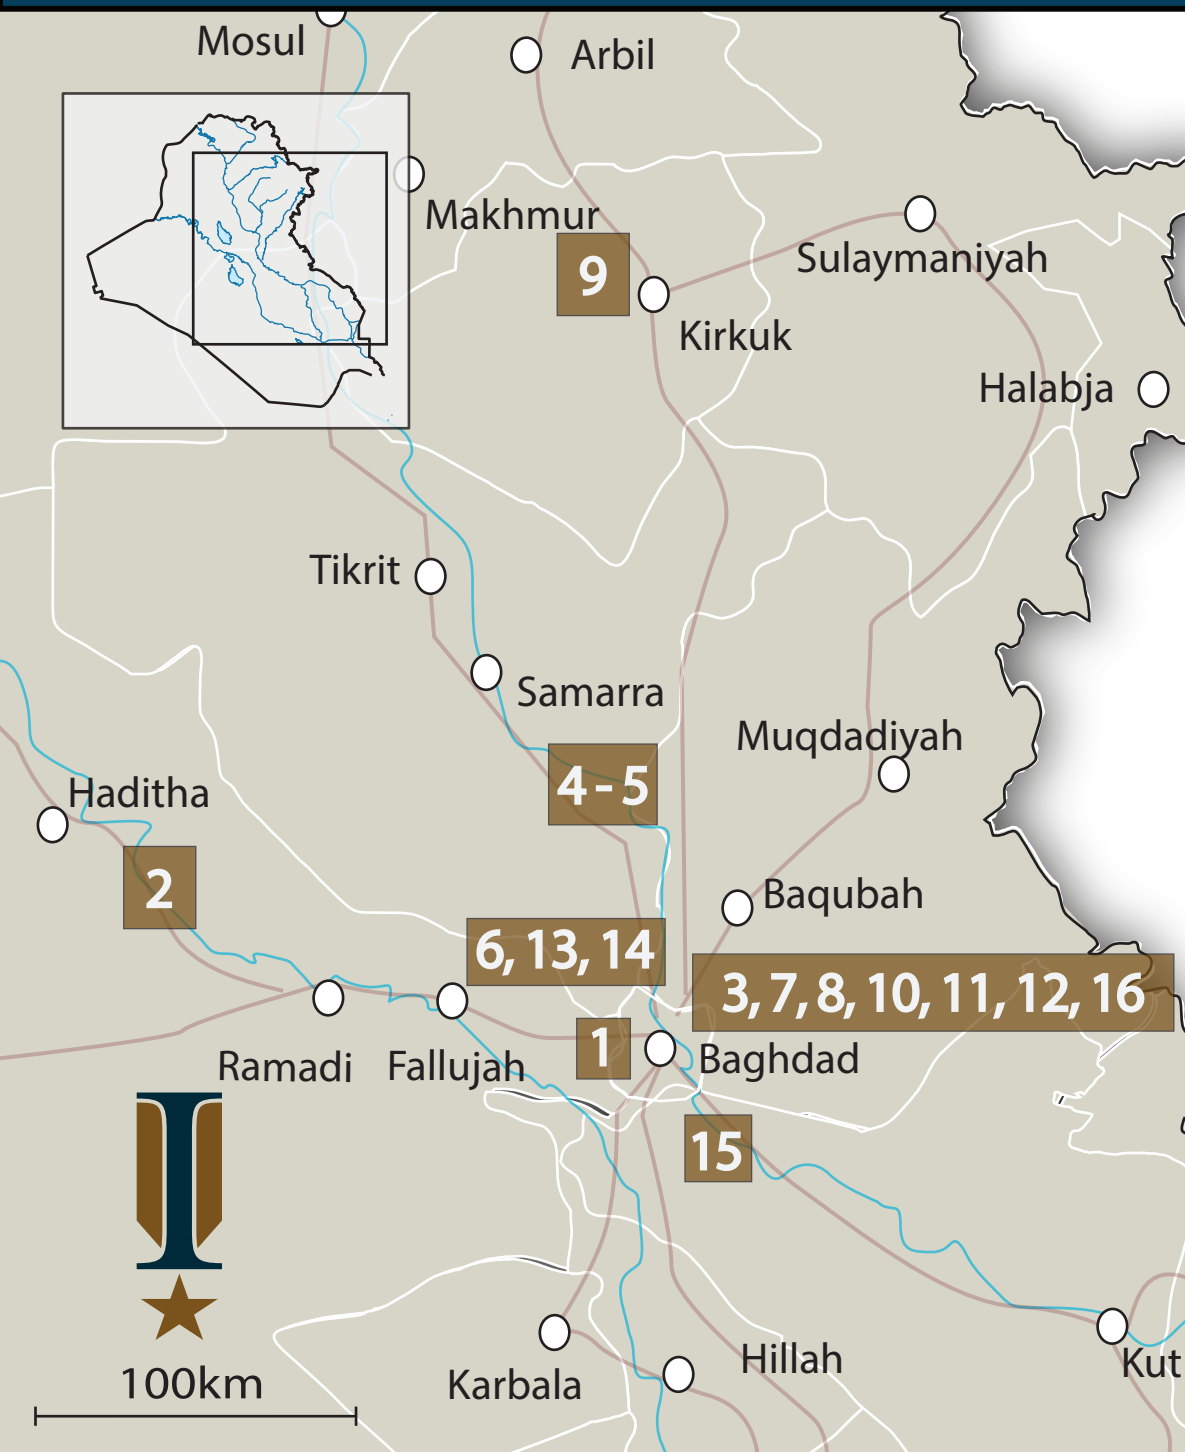 Mosul
Arbil
Makhmur
Sulaymaniyah
9
Kirkuk
Halabja
Tikrit
Samarra
Muqdadiyah
4 - 5
Haditha
2
Baqubah
6, 13, 14
3, 7, 8, 10, 11, 12, 16
1
Baghdad
Ramadi
Fallujah
15
I
Hillah
Kut
100km
Karbala